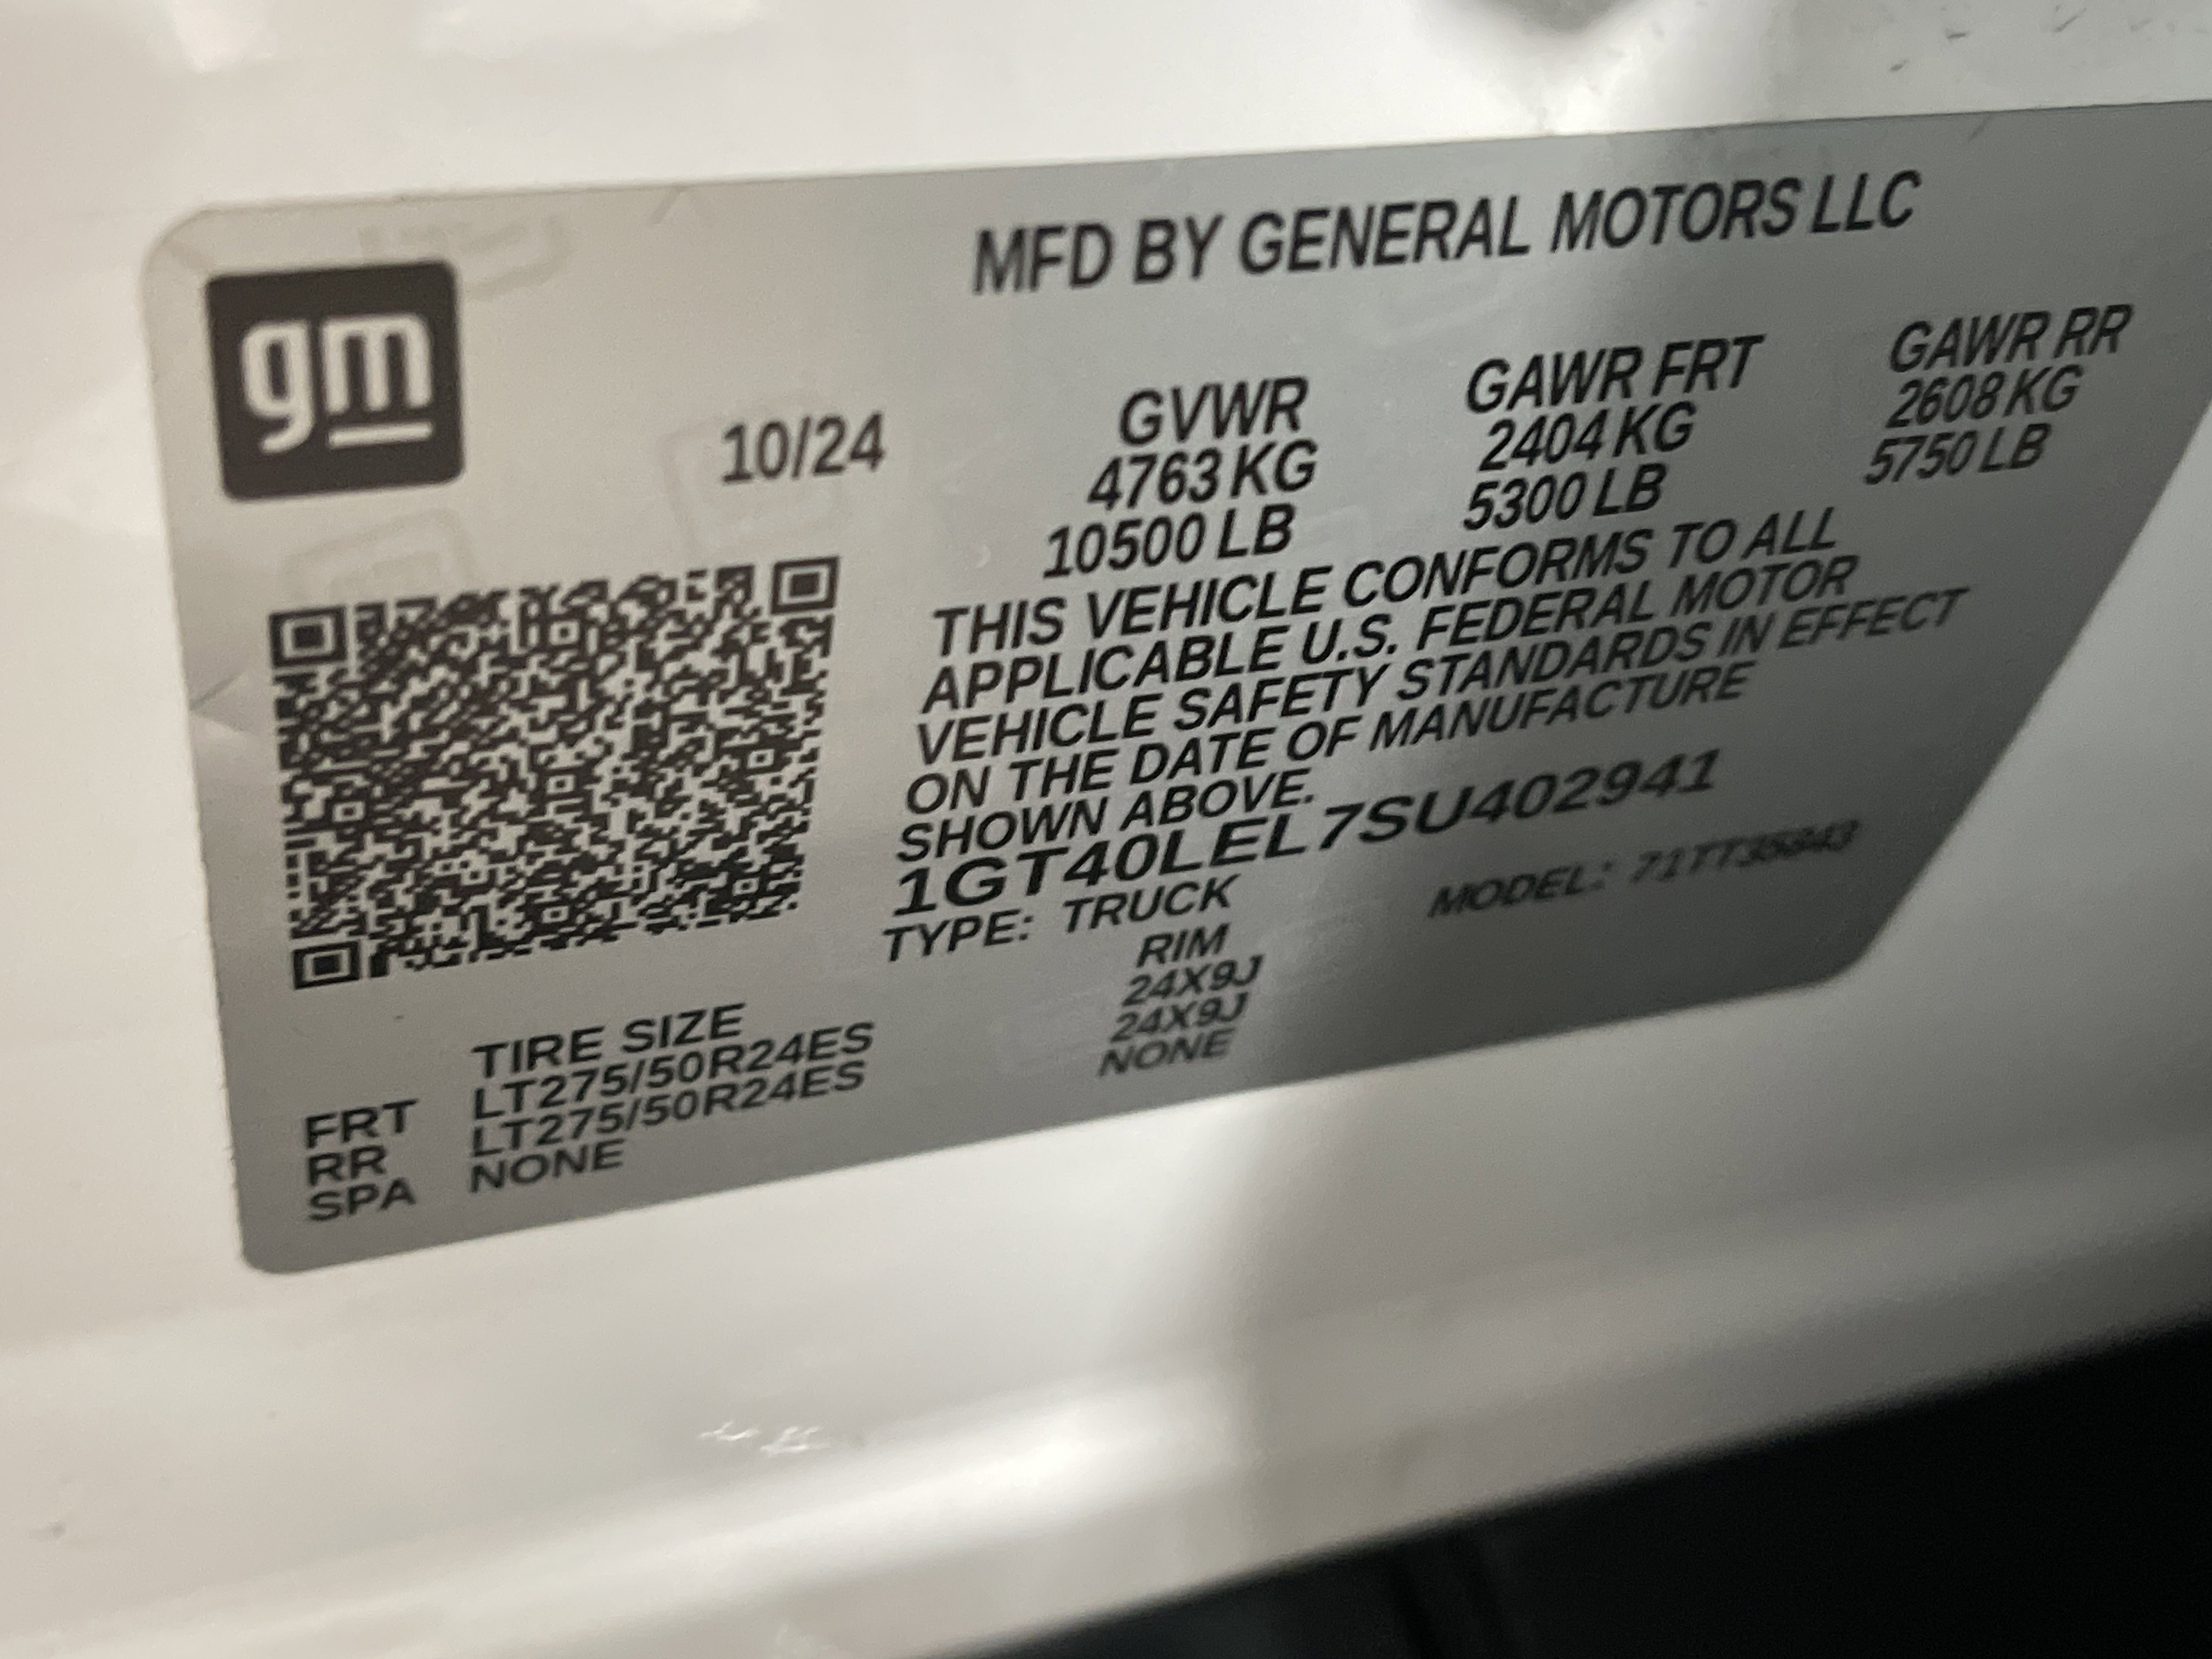 gm
MFD BY GENERAL MOTORS LLC
10/24
GVWR GAWR FRT GAWR RR
4763 KG 2404 KG 2608 KG
10500 LB 5300 LB 5750 LB
THIS VEHICLE CONFORMS TO ALL
APPLICABLE U.S. FEDERAL MOTOR
VEHICLE SAFETY STANDARDS IN EFFECT
ON THE DATE OF MANUFACTURE
SHOWN ABOVE.
1GT40LEL7SU402941
TYPE: TRUCK MODEL:
TIRE SIZE RIM
FRT LT275/50R24ES 24X9J
RR LT275/50R24ES 24X9J
SPA NONE NONE